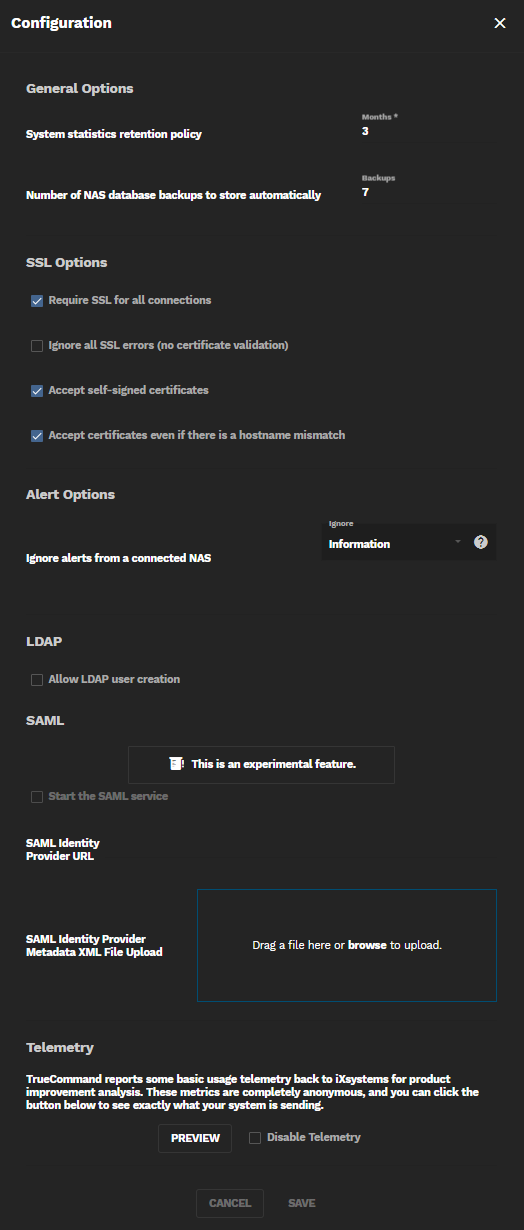 Configuration
General Options
Months *
System statistics retention policy
3
Backups
Number of NAS database backups to store automatically
7
SSL Options
Require SSL for all connections
Ignore all SSL errors (no certificate validation)
Accept self-signed certificates
Accept certificates even if there is a hostname mismatch
Alert Options
Ignore
Information
Ignore alerts from a connected NAS
LDAP
Allow LDAP user creation
SAML
This is an experimental feature.
Start the SAML service
SAML Identity
Provider URL
SAML Identity Provider
Metadata XML File Upload
Drag a file here or browse to upload.
Telemetry
TrueCommand reports some basic usage telemetry back to iXsystems for product
improvement analysis. These metrics are completely anonymous, and you can click the
button below to see exactly what your system is sending.
PREVIEW
Disable Telemetry
CANCEL
SAVE